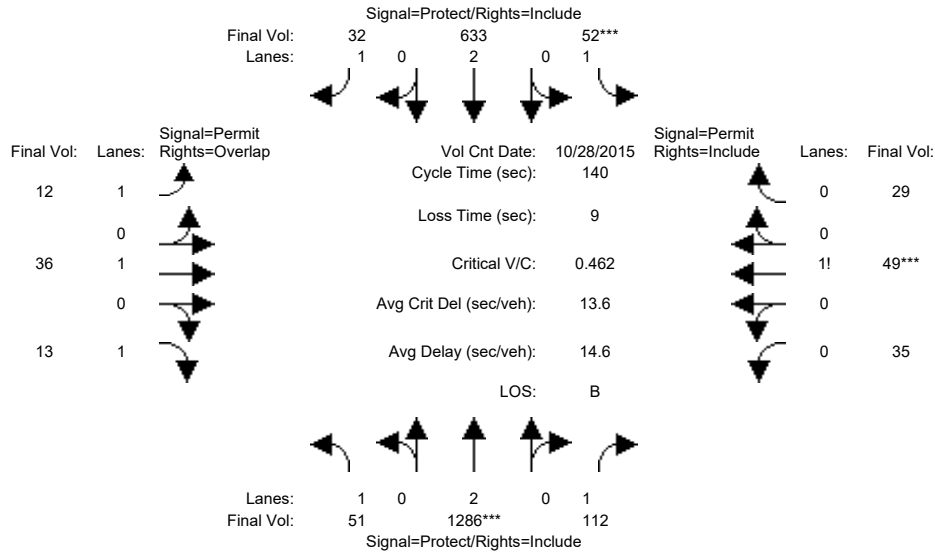 Signal=Protect/Rights=Include
Final Vol: 32 633 52***
Lanes: 1 0 2 0 1
Signal=Permit Signal=Permit
Final Vol: Lanes: Rights=Overlap Vol Cnt Date: 10/28/2015 Rights=Include Lanes: Final Vol:
Cycle Time (sec): 140
12 1 0 29
Loss Time (sec): 9
0 0
36 1 Critical V/C: 0.462 1! 49***
0 Avg Crit Del (sec/veh): 13.6 0
13 1 Avg Delay (sec/veh): 14.6 0 35
LOS: B
Lanes: 1 0 2 0 1
Final Vol: 51 1286*** 112
Signal=Protect/Rights=Include